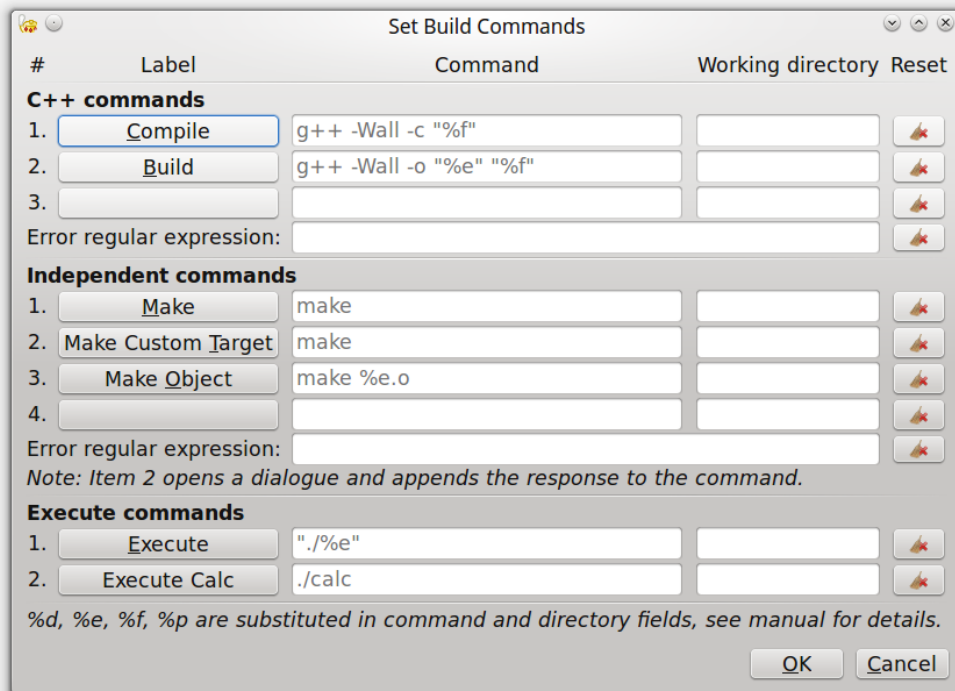 Set Build Commands
# Label Command Working directory Reset
C++ commands
1. Compile g++ -Wall -c "%f"
2. Build g++ -Wall -o "%e" "%f"
3.
Error regular expression:
Independent commands
1. Make make
2. Make Custom Target make
3. Make Object make %e.o
4.
Error regular expression:
Note: Item 2 opens a dialogue and appends the response to the command.
Execute commands
1. Execute "./%e"
2. Execute Calc ./calc
%d, %e, %f, %p are substituted in command and directory fields, see manual for details.
OK Cancel